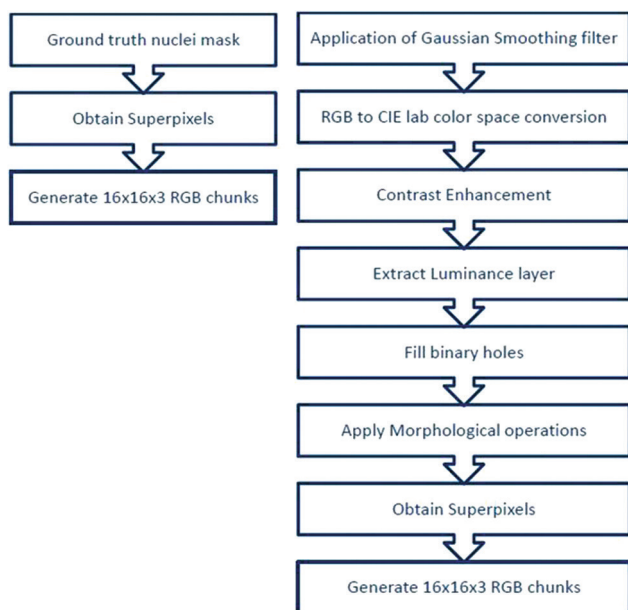 Ground truth nuclei mask
Obtain Superpixels
Generate 16x16x3 RGB chunks
Application of Gaussian Smoothing filter
RGB to CIE lab color space conversion
Contrast Enhancement
Extract Luminance layer
Fill binary holes
Apply Morphological operations
Obtain Superpixels
Generate 16x16x3 RGB chunks